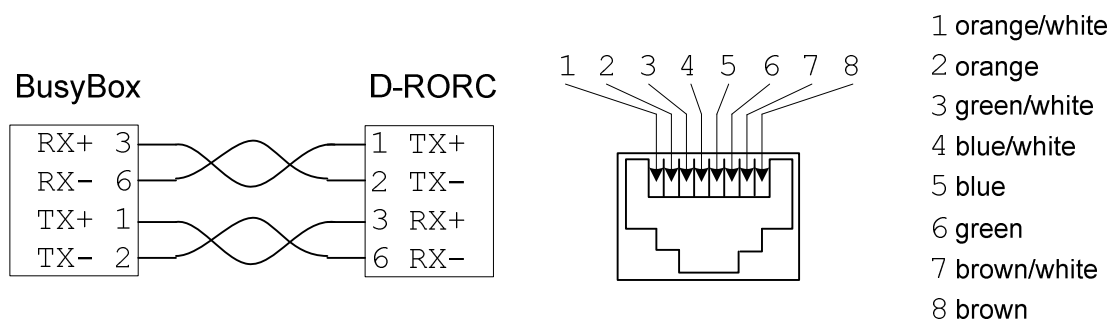 BusyBox
D-RORC
RX+ 3
RX- 6
TX+ 1
TX- 2
1 TX+
2 TX-
3 RX+
6 RX-
1 2 3 4 5 6 7 8
1 orange/white
2 orange
3 green/white
4 blue/white
5 blue
6 green
7 brown/white
8 brown